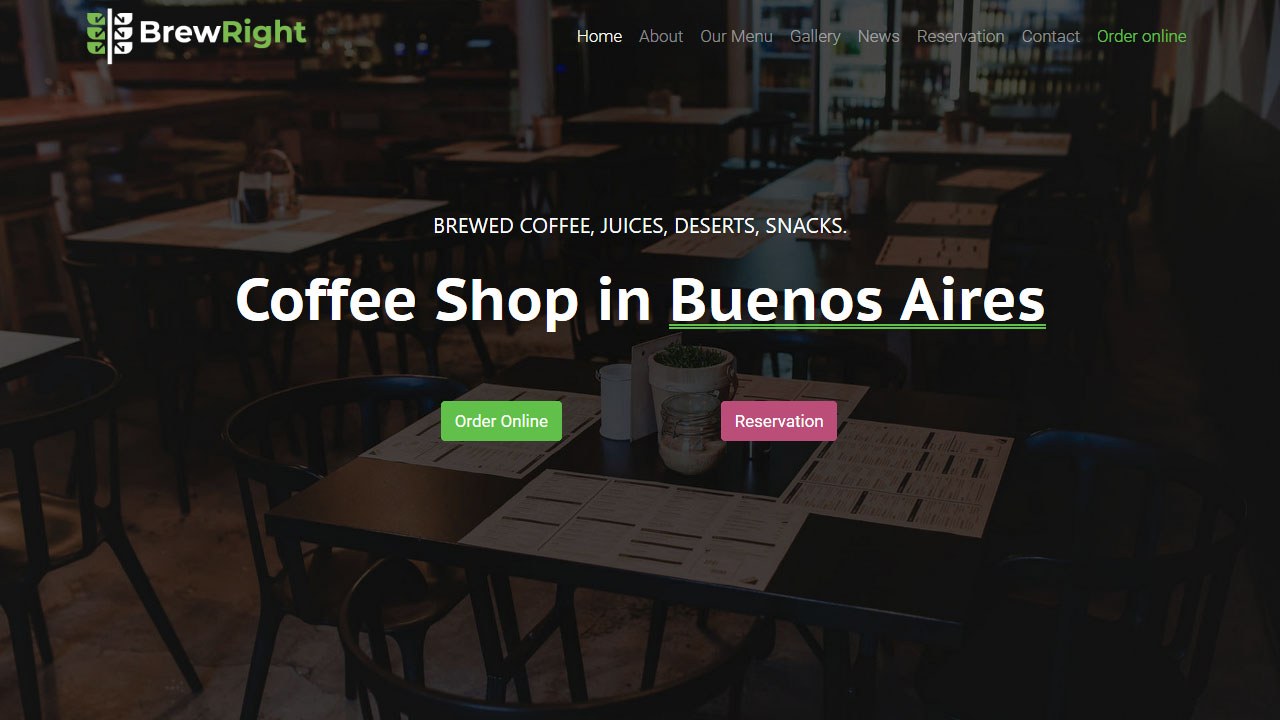 BrewRight
Home About Our Menu Gallery News Reservation Contact Order online
BREWED COFFEE, JUICES, DESERTS, SNACKS.
Coffee Shop in Buenos Aires
Order Online Reservation